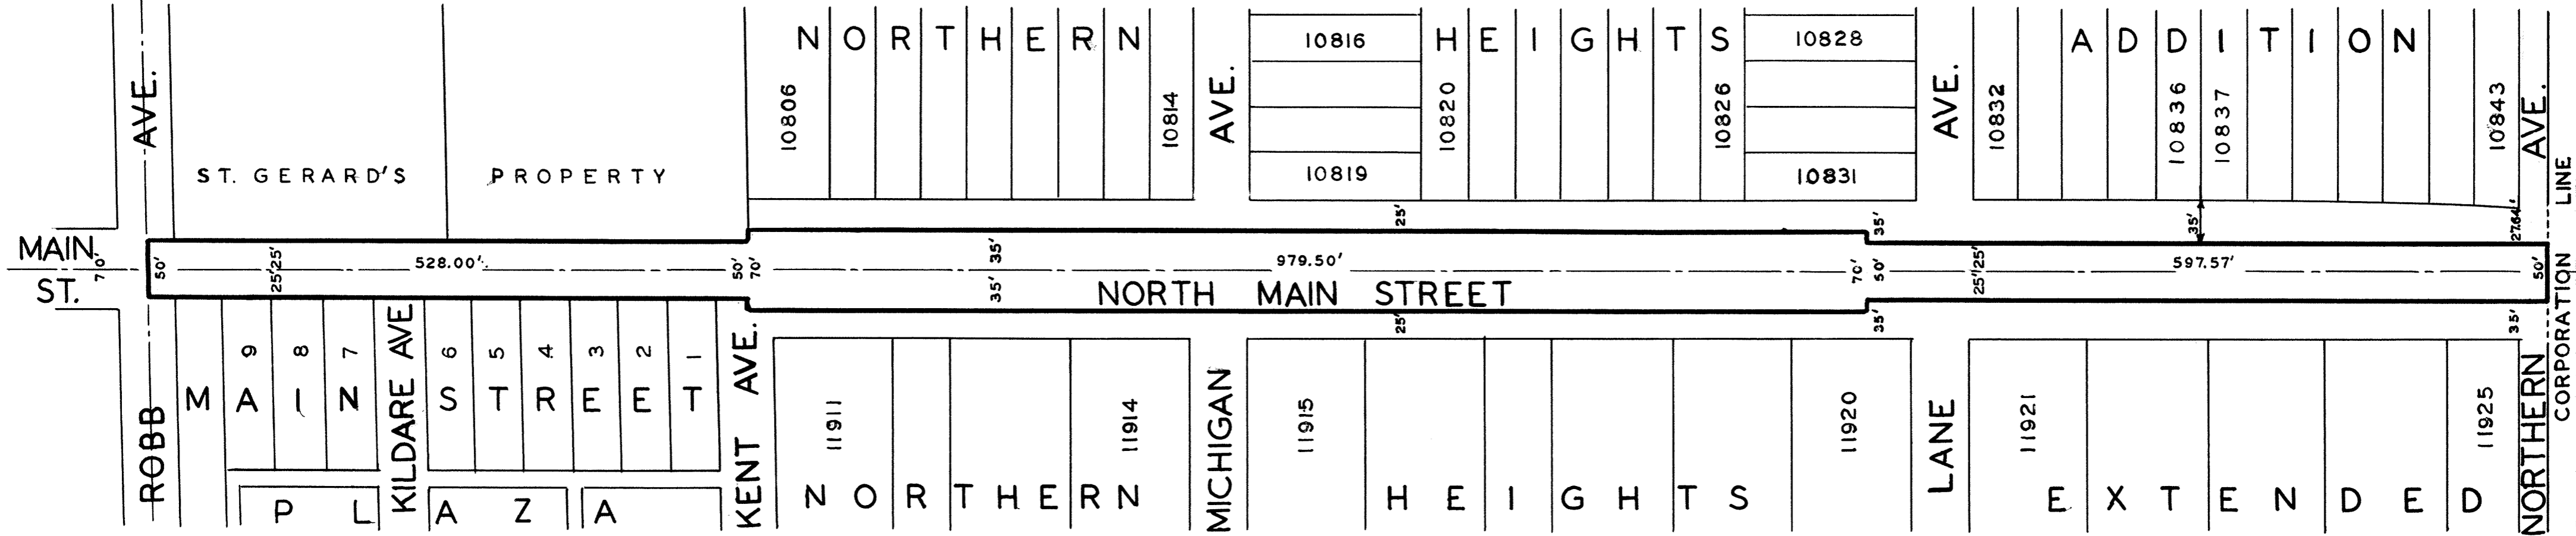 NORTHERN HEIGHTS ADDITION
AVE.
10806
10814
AVE.
10816
10819
10820
10826
10828
10831
AVE.
10832
10836
10837
10843
AVE.
ST. GERARD'S PROPERTY
CORPORATION LINE
CORPORATION LINE
25'
35'
35'
27.64'
MAIN
ST.
70'
50'
25' 25'
528.00'
50' 70'
35'
35'
979.50'
70' 50'
25' 25'
597.57'
50'
NORTH MAIN STREET
25'
35'
35'
9 8 7 6 5 4 3 2 1
MAIN STREET
PLAZA
ROBB
KILDARE AVE
KENT AVE.
11911
11914
MICHIGAN
11915
11920
LANE
11921
11925
NORTHERN
NORTHERN HEIGHTS EXTENDED